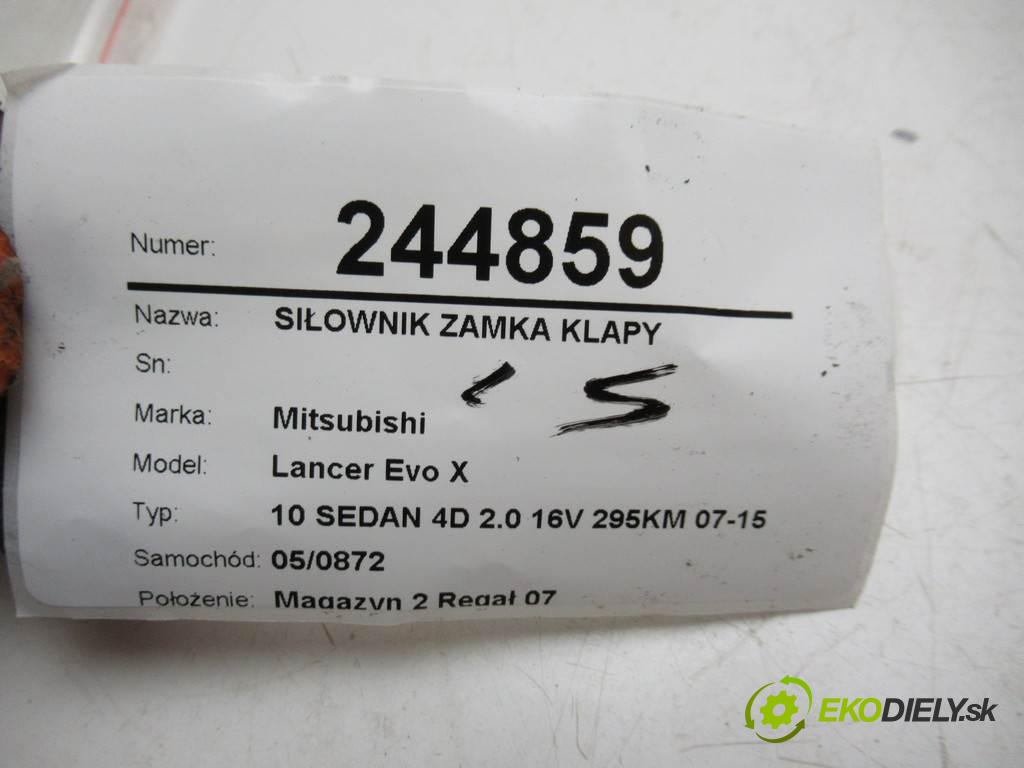 Numer: 244859
Nazwa: SIŁOWNIK ZAMKA KLAPY
Sn:
Marka: Mitsubishi
Model: Lancer Evo X
Typ: 10 SEDAN 4D 2.0 16V 295KM 07-15
Samochód: 05/0872
Położenie: Magazyn 2 Regał 07
EKODIELY.sk